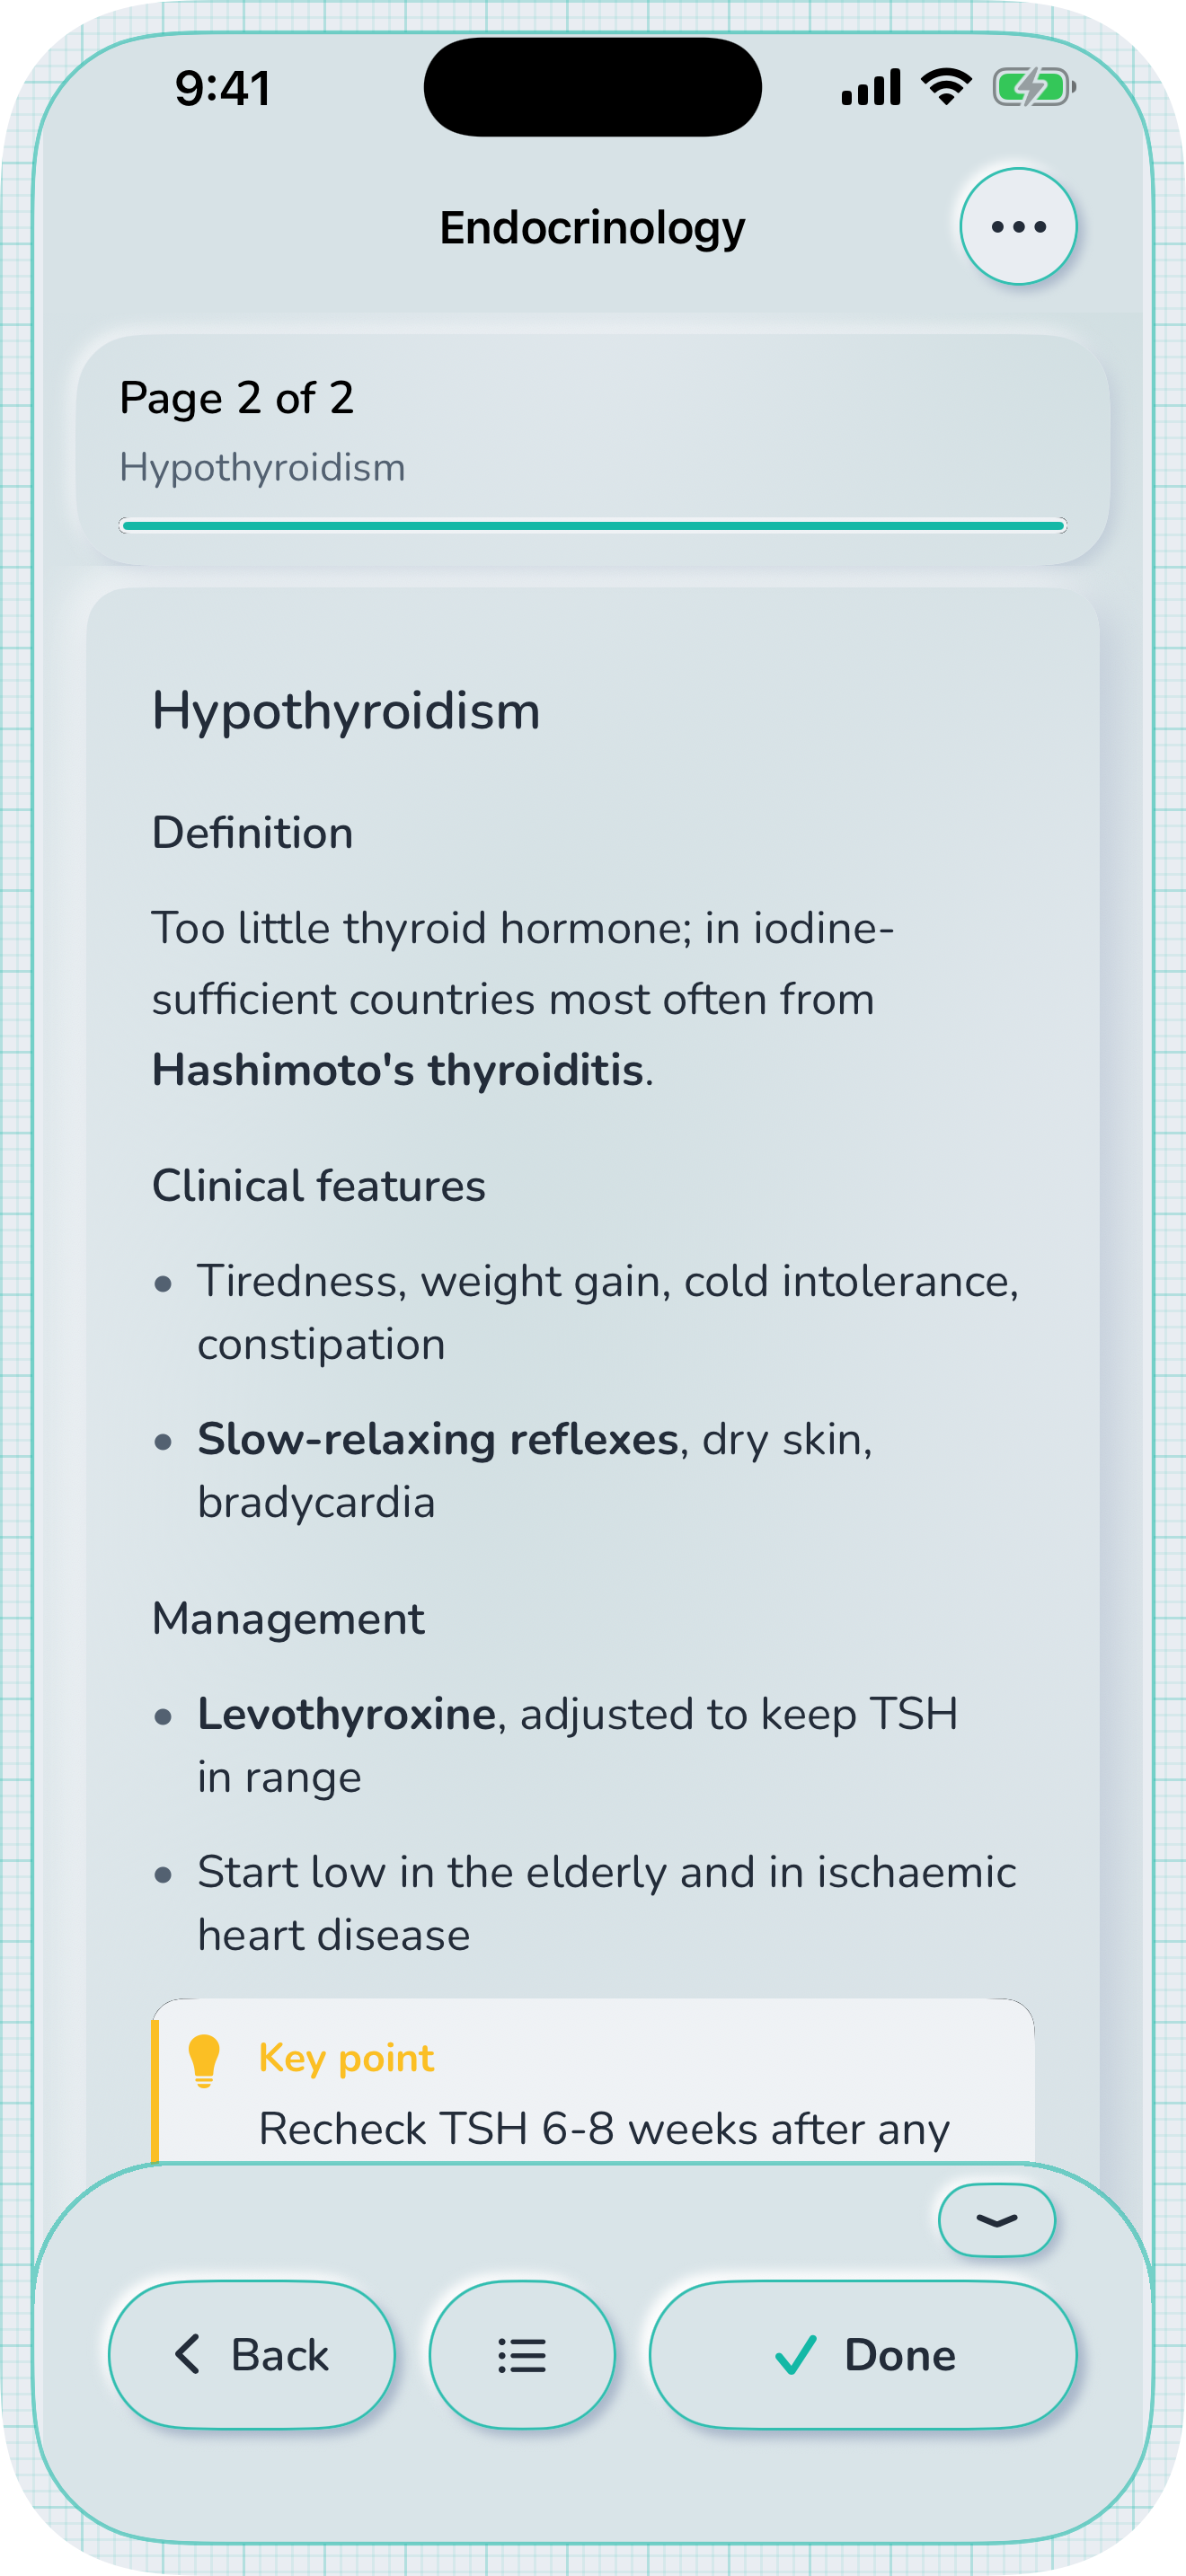 9:41
Endocrinology
Page 2 of 2
Hypothyroidism
Hypothyroidism
Definition
Too little thyroid hormone; in iodine-
sufficient countries most often from
Hashimoto's thyroiditis.
Clinical features
• Tiredness, weight gain, cold intolerance,
constipation
• Slow-relaxing reflexes, dry skin,
bradycardia
Management
• Levothyroxine, adjusted to keep TSH
in range
• Start low in the elderly and in ischaemic
heart disease
Key point
Recheck TSH 6-8 weeks after any
Back
Done